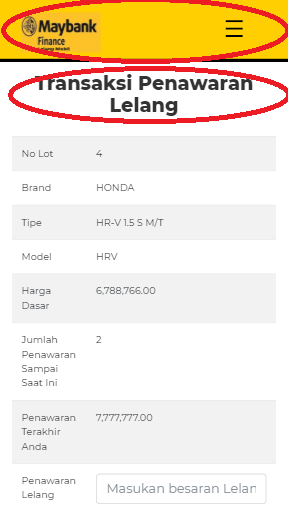 Maybank
Finance
Lelang Mobil
Transaksi Penawaran
Lelang
No Lot 4
Brand HONDA
Tipe HR-V 1.5 S M/T
Model HRV
Harga 6,788,766.00
Dasar
Jumlah 2
Penawaran
Sampai
Saat Ini
Penawaran 7,777,777.00
Terakhir
Anda
Penawaran Masukan besaran Lelan
Lelang